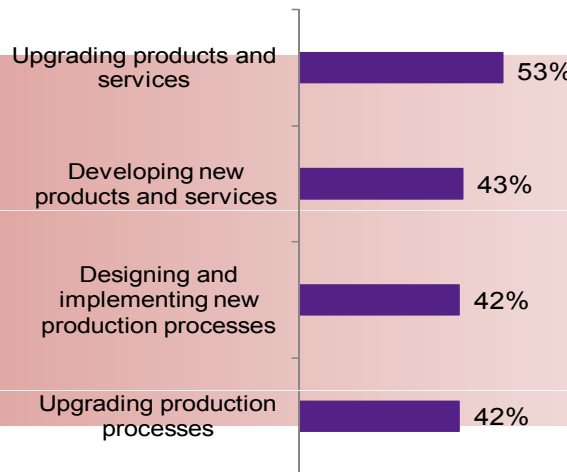 Upgrading products and
services
53%
Developing new
products and services
43%
Designing and
implementing new
production processes
42%
Upgrading production
processes
42%